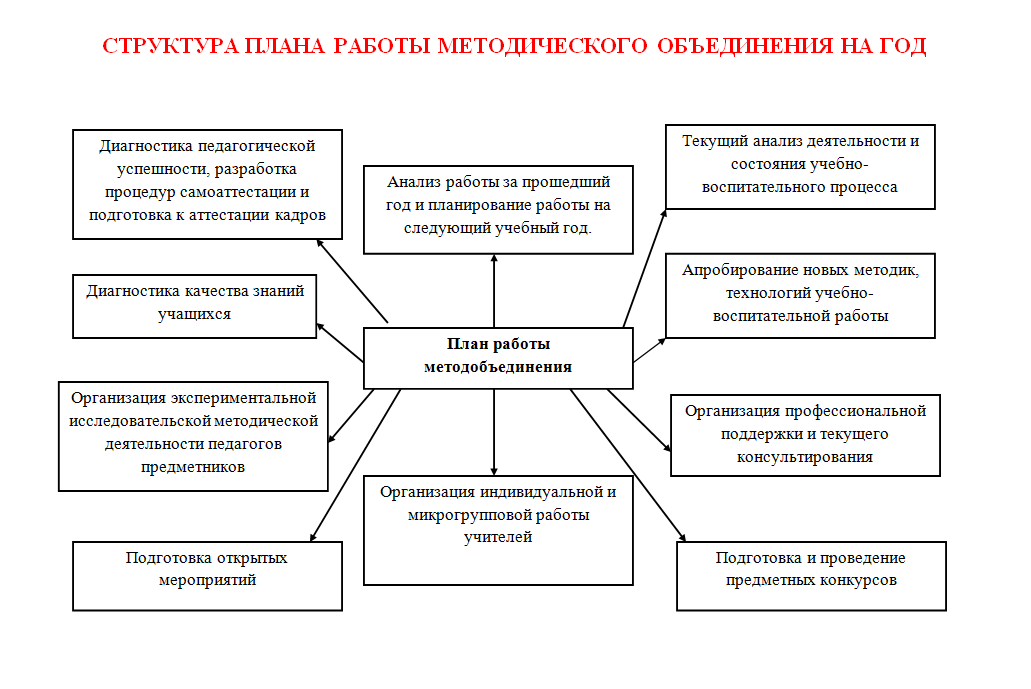 СТРУКТУРА ПЛАНА РАБОТЫ МЕТОДИЧЕСКОГО ОБЪЕДИНЕНИЯ НА ГОД
Диагностика педагогической
успешности, разработка
процедур самоаттестации и
подготовка к аттестации кадров
Анализ работы за прошедший
год и планирование работы на
следующий учебный год.
Текущий анализ деятельности и
состояния учебно-
воспитательного процесса
Диагностика качества знаний
учащихся
Апробирование новых методик,
технологий учебно-
воспитательной работы
План работы
методобъединения
Организация экспериментальной
исследовательской методической
деятельности педагогов
предметников
Организация профессиональной
поддержки и текущего
консультирования
Организация индивидуальной и
микрогрупповой работы
учителей
Подготовка открытых
мероприятий
Подготовка и проведение
предметных конкурсов